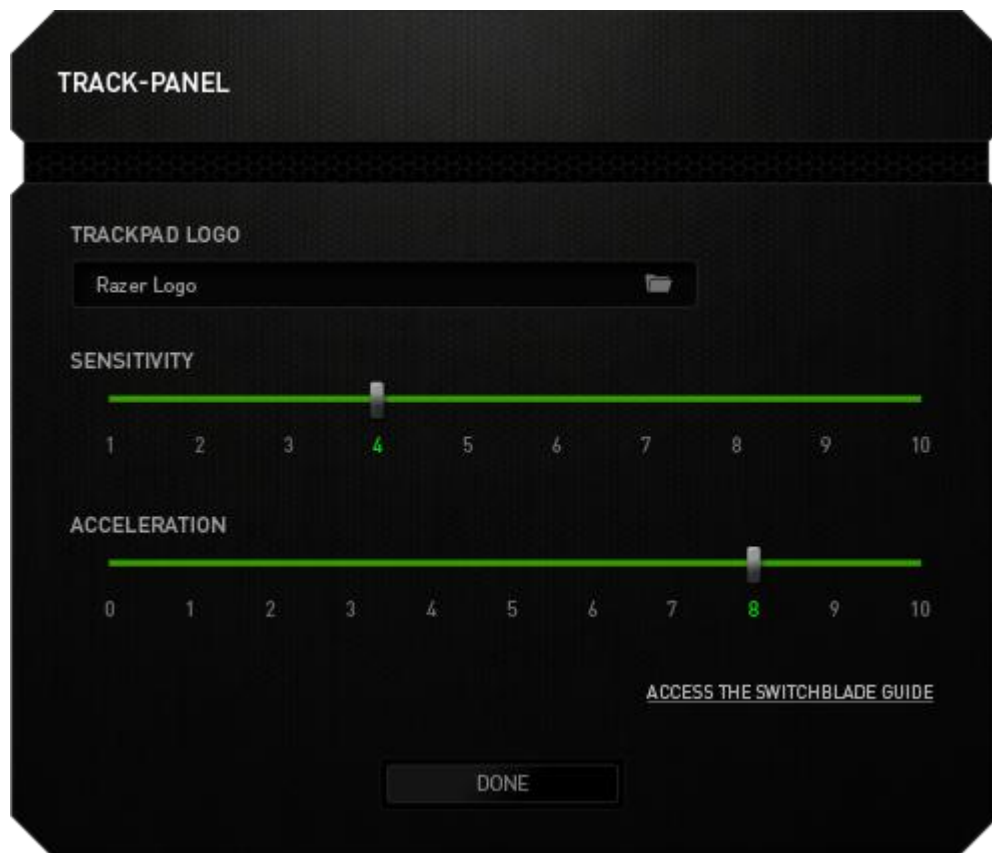 TRACK-PANEL
TRACKPAD LOGO
Razer Logo
SENSITIVITY
1 2 3 4 5 6 7 8 9 10
ACCELERATION
0 1 2 3 4 5 6 7 8 9 10
ACCESS THE SWITCHBLADE GUIDE
DONE